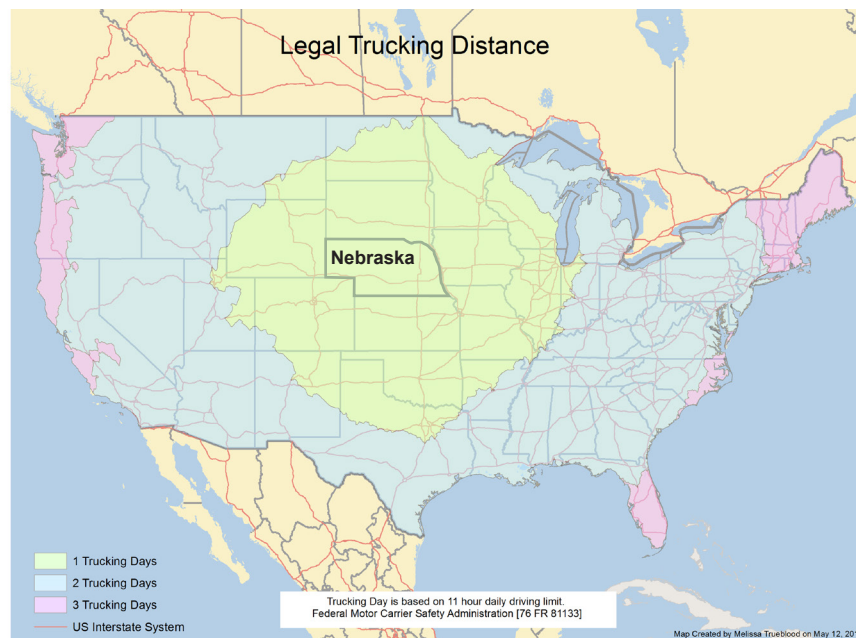 Legal Trucking Distance
Nebraska
1 Trucking Days
2 Trucking Days
3 Trucking Days
US Interstate System
Trucking Day is based on 11 hour daily driving limit.
Federal Motor Carrier Safety Administration [76 FR 81133]
Map Created by Melissa Trueblood on May 12, 20